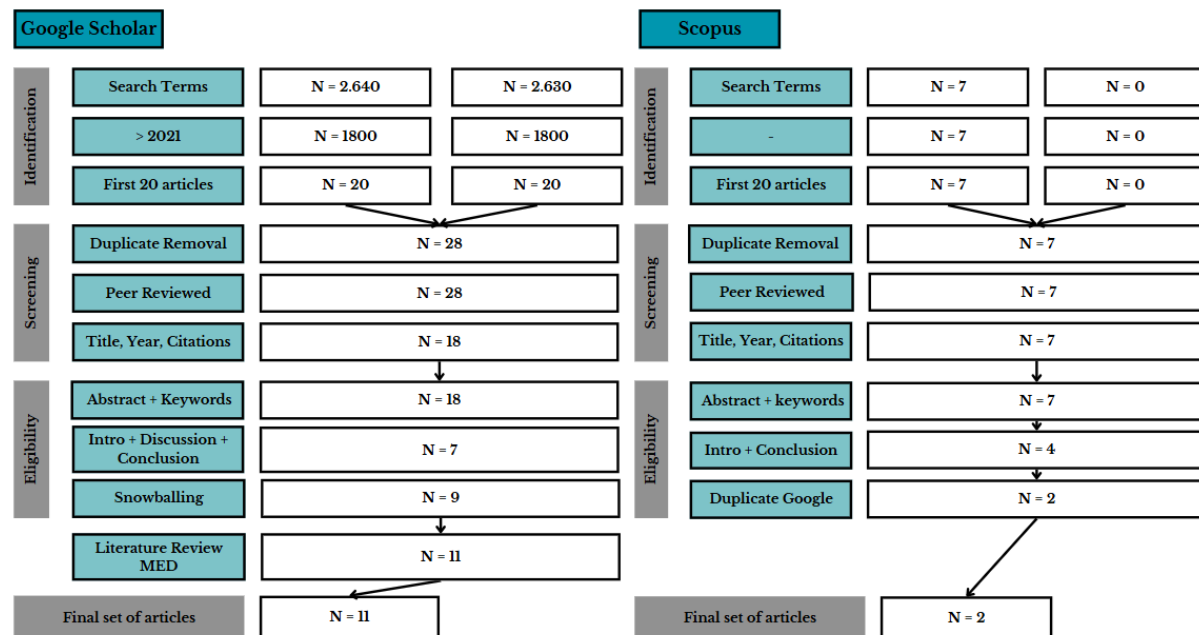 Google Scholar
Identification
Search Terms
N = 2.640
N = 2.630
> 2021
N = 1800
N = 1800
First 20 articles
N = 20
N = 20
Screening
Duplicate Removal
N = 28
Peer Reviewed
N = 28
Title, Year, Citations
N = 18
Eligibility
Abstract + Keywords
N = 18
Intro + Discussion +
Conclusion
N = 7
Snowballing
N = 9
Literature Review
MED
N = 11
Final set of articles
N = 11
Scopus
Identification
Search Terms
N = 7
N = 0
-
N = 7
N = 0
First 20 articles
N = 7
N = 0
Screening
Duplicate Removal
N = 7
Peer Reviewed
N = 7
Title, Year, Citations
N = 7
Eligibility
Abstract + keywords
N = 7
Intro + Conclusion
N = 4
Duplicate Google
N = 2
Final set of articles
N = 2